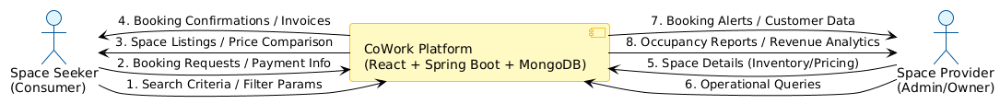 4. Booking Confirmations / Invoices
3. Space Listings / Price Comparison
2. Booking Requests / Payment Info
1. Search Criteria / Filter Params
Space Seeker
(Consumer)
CoWork Platform
(React + Spring Boot + MongoDB)
7. Booking Alerts / Customer Data
8. Occupancy Reports / Revenue Analytics
5. Space Details (Inventory/Pricing)
6. Operational Queries
Space Provider
(Admin/Owner)